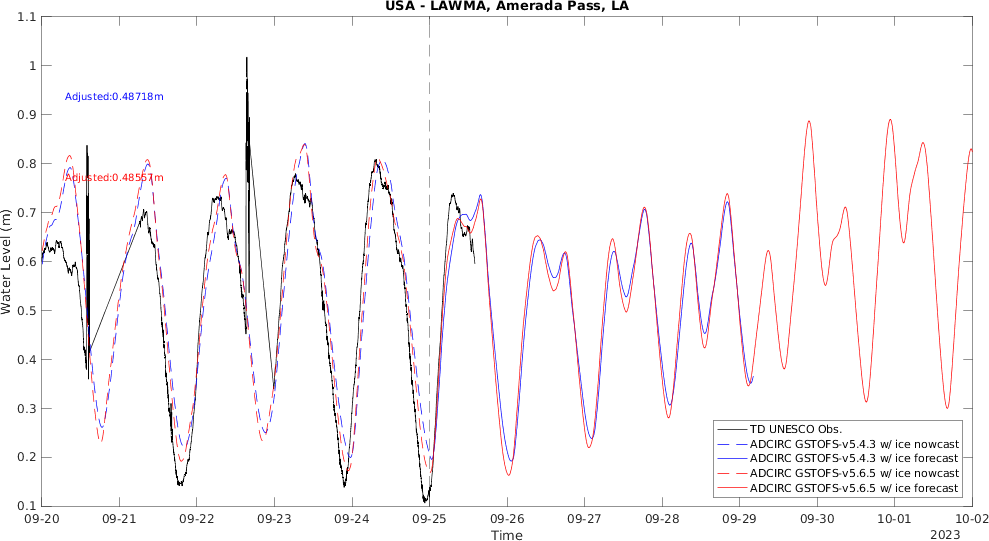 USA - LAWMA, Amerada Pass, LA
1.1
1
0.9
0.8
0.7
0.6
0.5
0.4
0.3
0.2
0.1
Water Level (m)
Adjusted:0.48718m
Adjusted:0.48557m
TD UNESCO Obs.
ADCIRC GSTOFS-v5.4.3 w/ ice nowcast
ADCIRC GSTOFS-v5.4.3 w/ ice forecast
ADCIRC GSTOFS-v5.6.5 w/ ice nowcast
ADCIRC GSTOFS-v5.6.5 w/ ice forecast
09-20 09-21 09-22 09-23 09-24 09-25 09-26 09-27 09-28 09-29 09-30 10-01 10-02
Time
2023